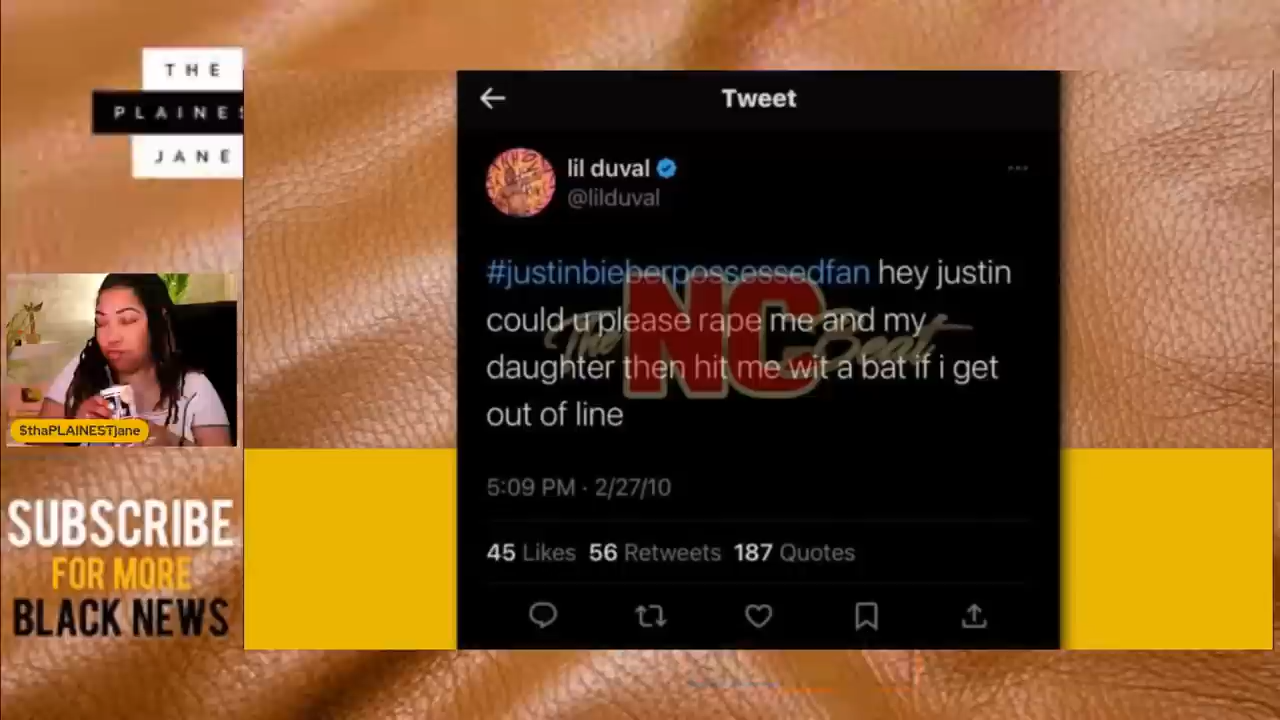 THE
PLAINES
JANE
$thaPLAINESTjane
SUBSCRIBE
FOR MORE
BLACK NEWS
Tweet
lil duval
@lilduval
#justinbieberpossessedfan hey justin
could u please rape me and my
daughter then hit me wit a bat if i get
out of line
The NC Beat
5:09 PM · 2/27/10
45 Likes 56 Retweets 187 Quotes